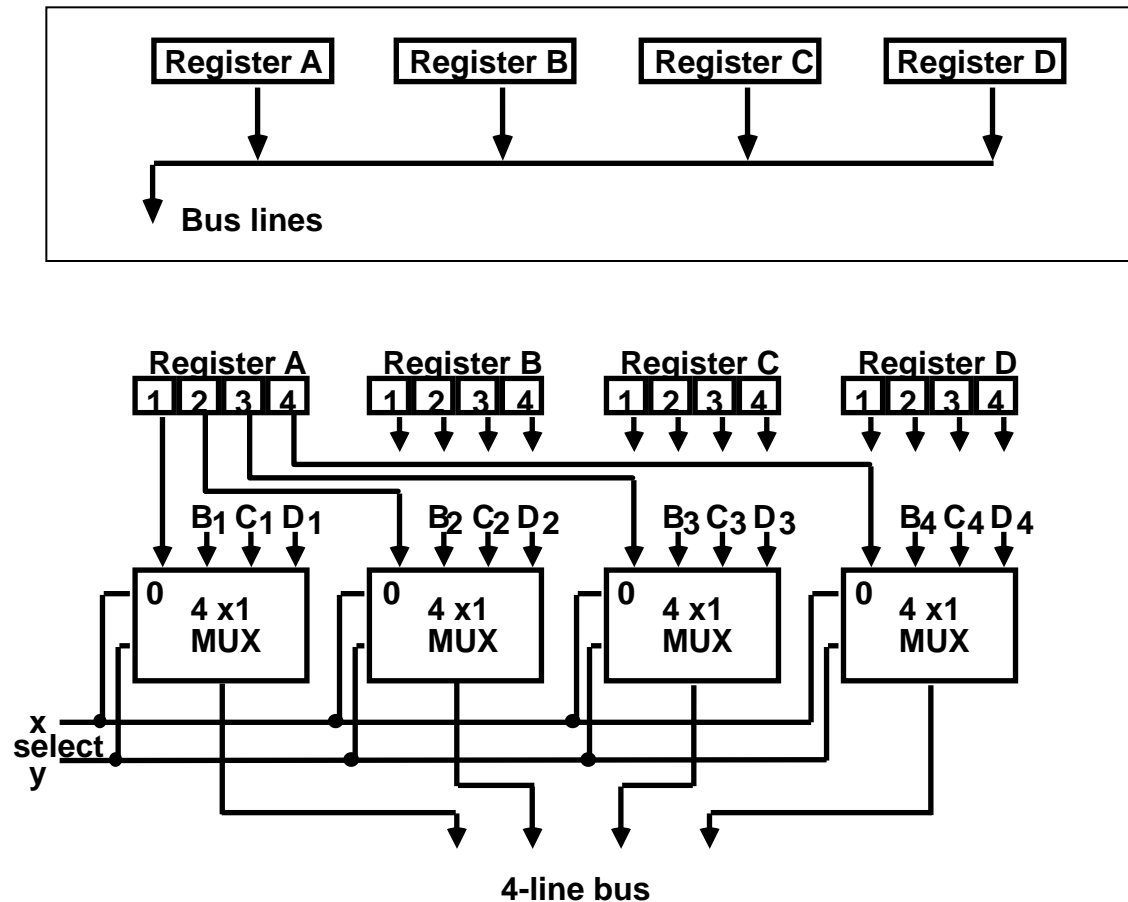 Register A Register B Register C Register D
Bus lines
Register A Register B Register C Register D
1 2 3 4 1 2 3 4 1 2 3 4 1 2 3 4
B1 C1 D1 B2 C2 D2 B3 C3 D3 B4 C4 D4
0 4 x1 0 4 x1 0 4 x1 0 4 x1
MUX MUX MUX MUX
x
select
y
4-line bus